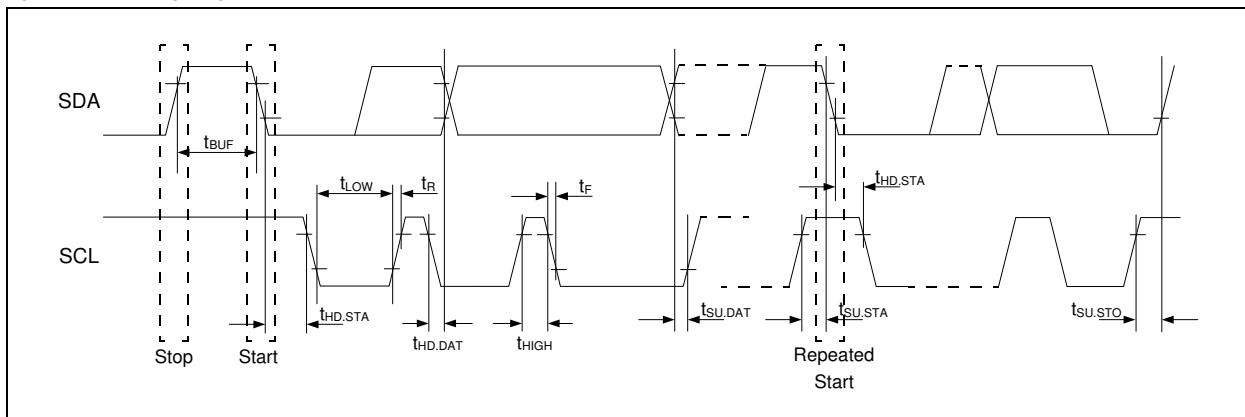 SDA
tBUF
tLOW
tR
tF
tHD.STA
SCL
tHD.STA
tHD.DAT
tHIGH
tSU.DAT
tSU.STA
tSU.STO
Stop
Start
Repeated
Start